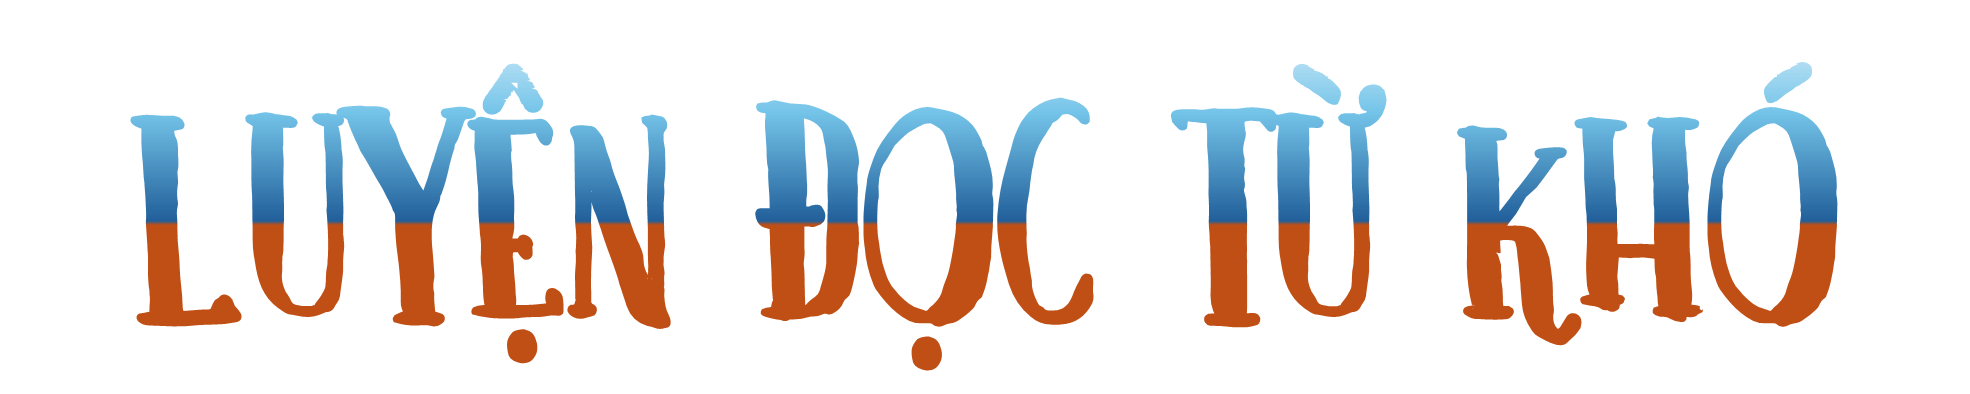 LUYỆN ĐỌC TỪ KHÓ